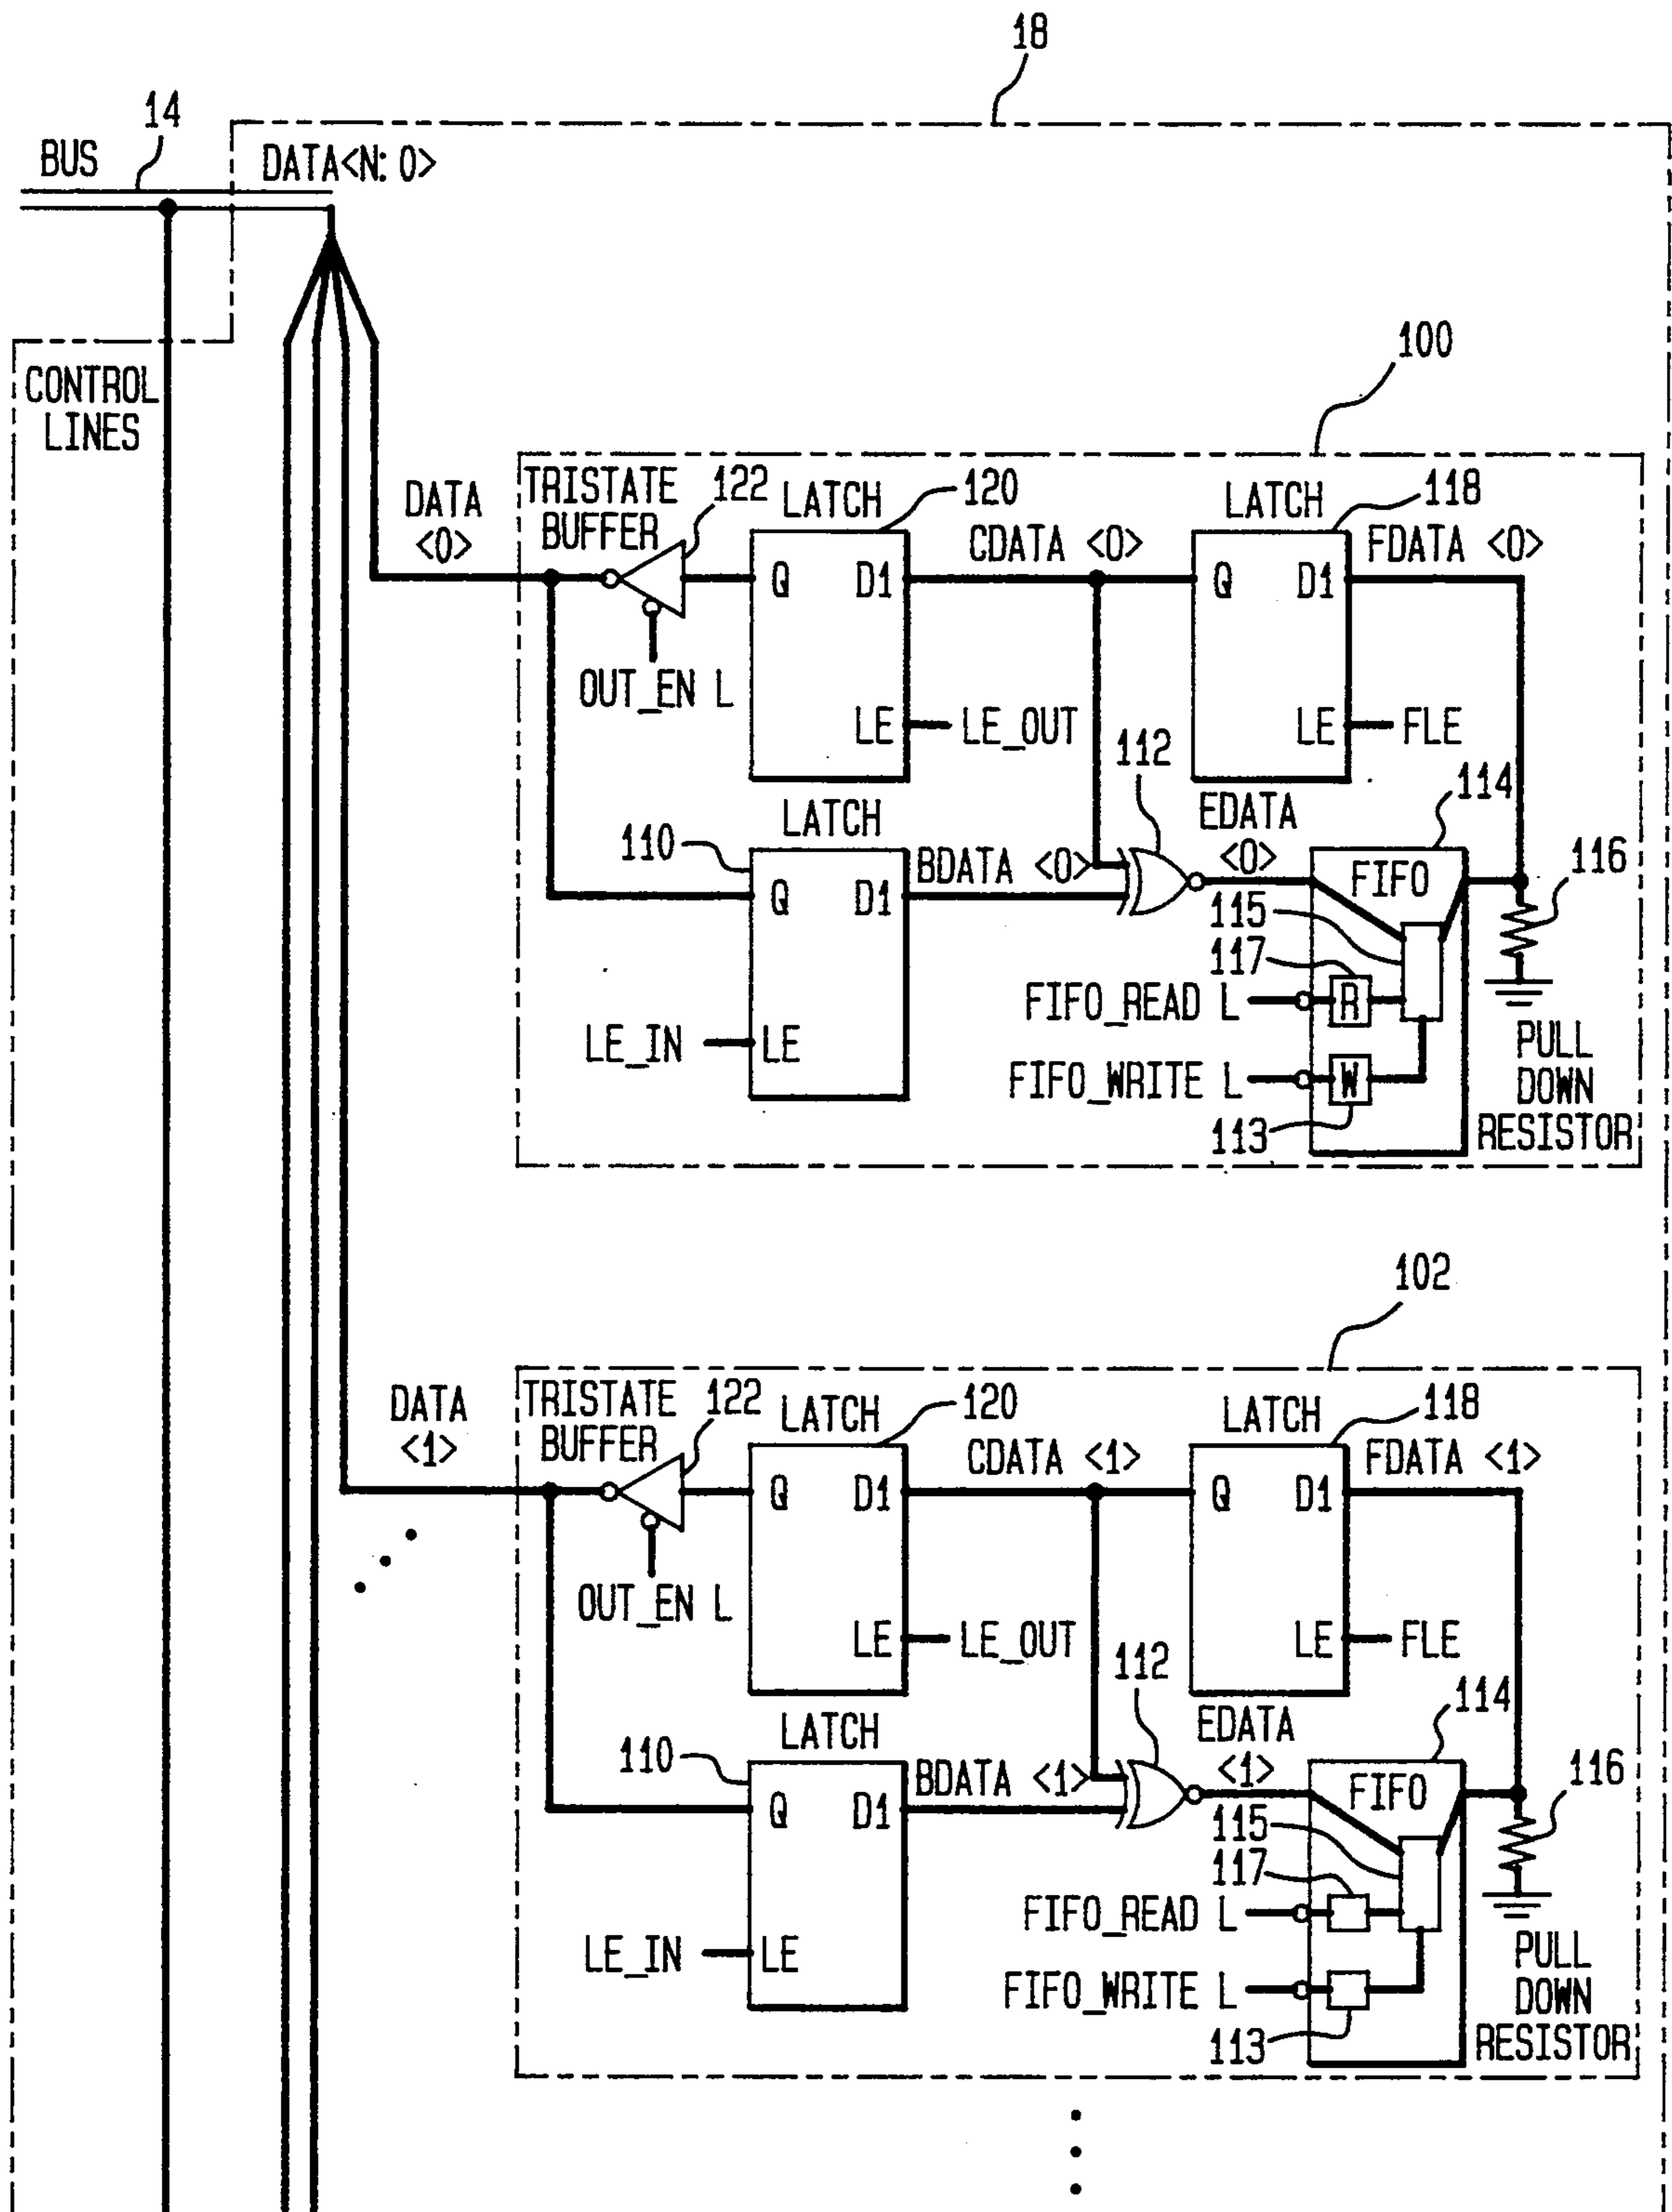 18
14
BUS
DATA<N:0>
CONTROL
LINES
100
DATA
<0>
TRISTATE
BUFFER
122
LATCH
120
CDATA <0>
LATCH
118
FDATA <0>
Q
D1
Q
D1
OUT_EN L
LE
LE_OUT
LE
FLE
112
LATCH
110
Q
D1
BDATA <0>
EDATA
<0>
114
FIFO
116
115
117
FIFO_READ L
R
LE_IN
LE
FIFO_WRITE L
W
113
PULL
DOWN
RESISTOR
102
DATA
<1>
TRISTATE
BUFFER
122
LATCH
120
CDATA <1>
LATCH
118
FDATA <1>
Q
D1
Q
D1
OUT_EN L
LE
LE_OUT
LE
FLE
112
LATCH
110
Q
D1
BDATA <1>
EDATA
<1>
114
FIFO
116
115
117
FIFO_READ L
LE_IN
LE
FIFO_WRITE L
113
PULL
DOWN
RESISTOR